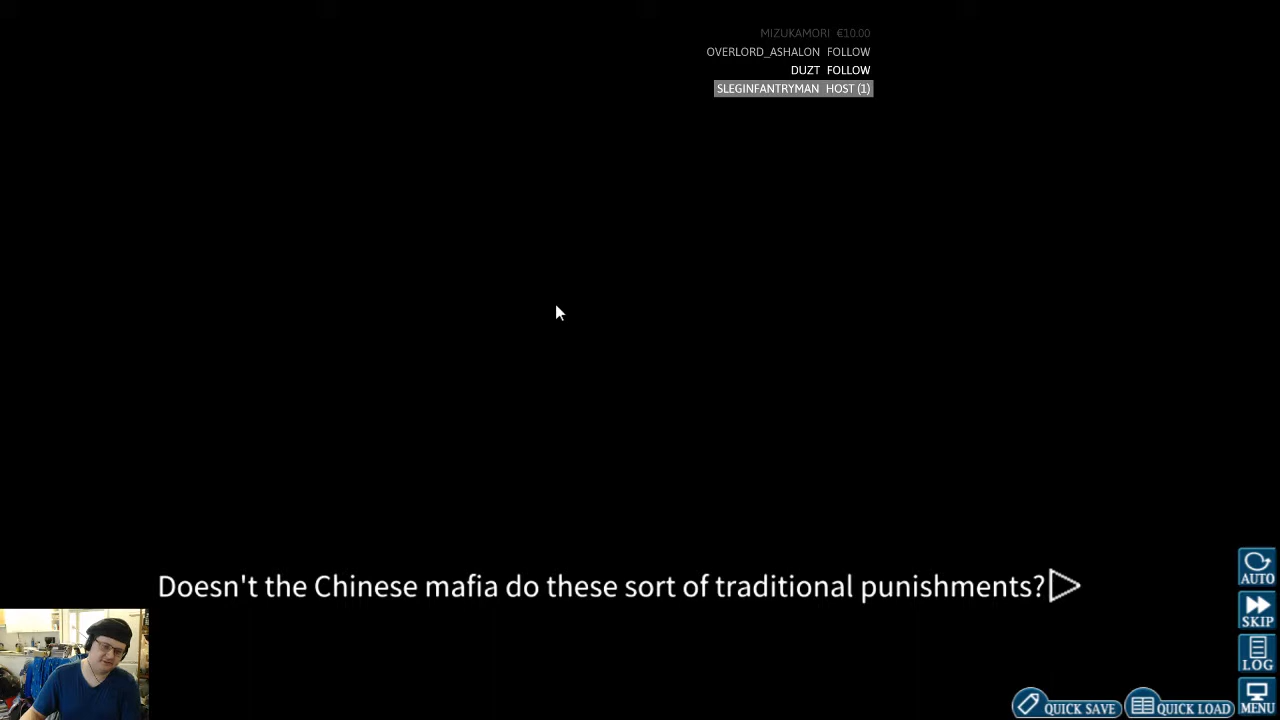 MIZUKAMORI €10.00
OVERLORD_ASHALON FOLLOW
DUZT FOLLOW
SLEGINFANTRYMAN HOST (1)
Doesn't the Chinese mafia do these sort of traditional punishments?
AUTO
SKIP
LOG
MENU
QUICK SAVE
QUICK LOAD